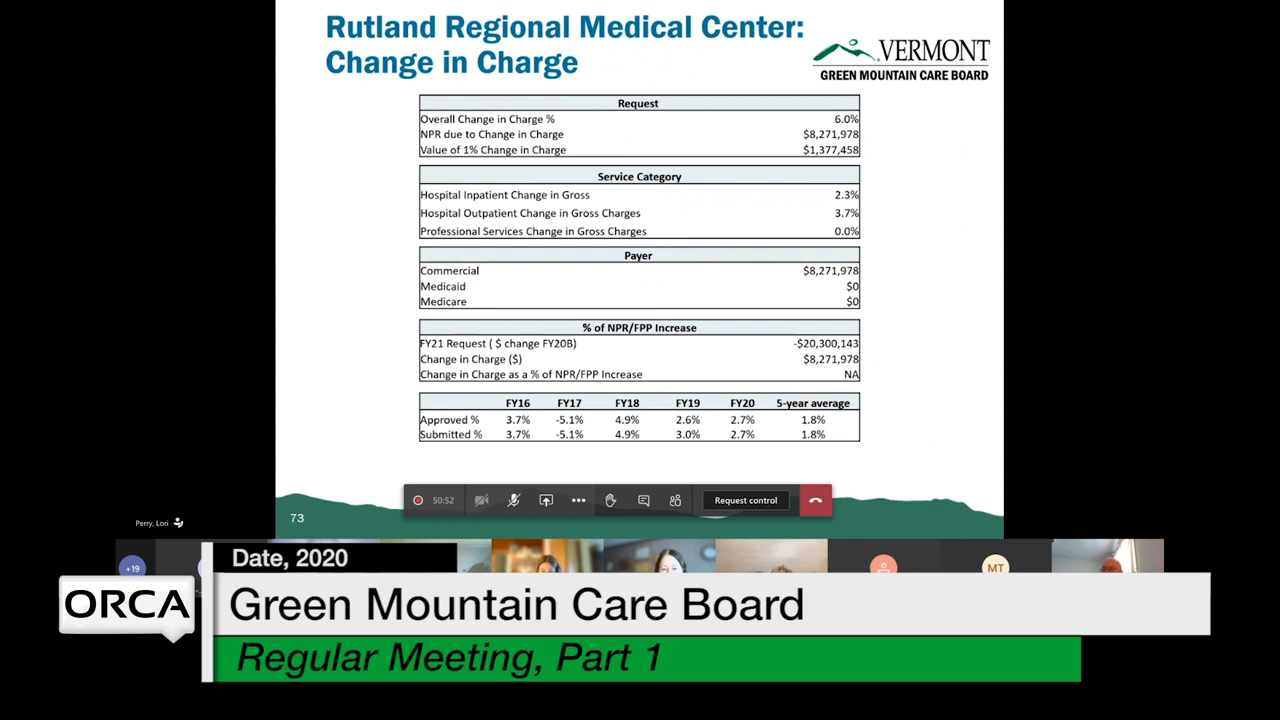 Rutland Regional Medical Center:
Change in Charge
VERMONT
GREEN MOUNTAIN CARE BOARD
Request
Overall Change in Charge % 6.0%
NPR due to Change in Charge $8,271,978
Value of 1% Change in Charge $1,377,458
Service Category
Hospital Inpatient Change in Gross 2.3%
Hospital Outpatient Change in Gross Charges 3.7%
Professional Services Change in Gross Charges 0.0%
Payer
Commercial $8,271,978
Medicaid $0
Medicare $0
% of NPR/FPP Increase
FY21 Request ( $ change FY20B) -$20,300,143
Change in Charge ($) $8,271,978
Change in Charge as a % of NPR/FPP Increase NA
FY16 FY17 FY18 FY19 FY20 5-year average
Approved % 3.7% -5.1% 4.9% 2.6% 2.7% 1.8%
Submitted % 3.7% -5.1% 4.9% 3.0% 2.7% 1.8%
50:52 Request control
73
Perry, Lori
+19 MT
Date, 2020
ORCA
Green Mountain Care Board
Regular Meeting, Part 1